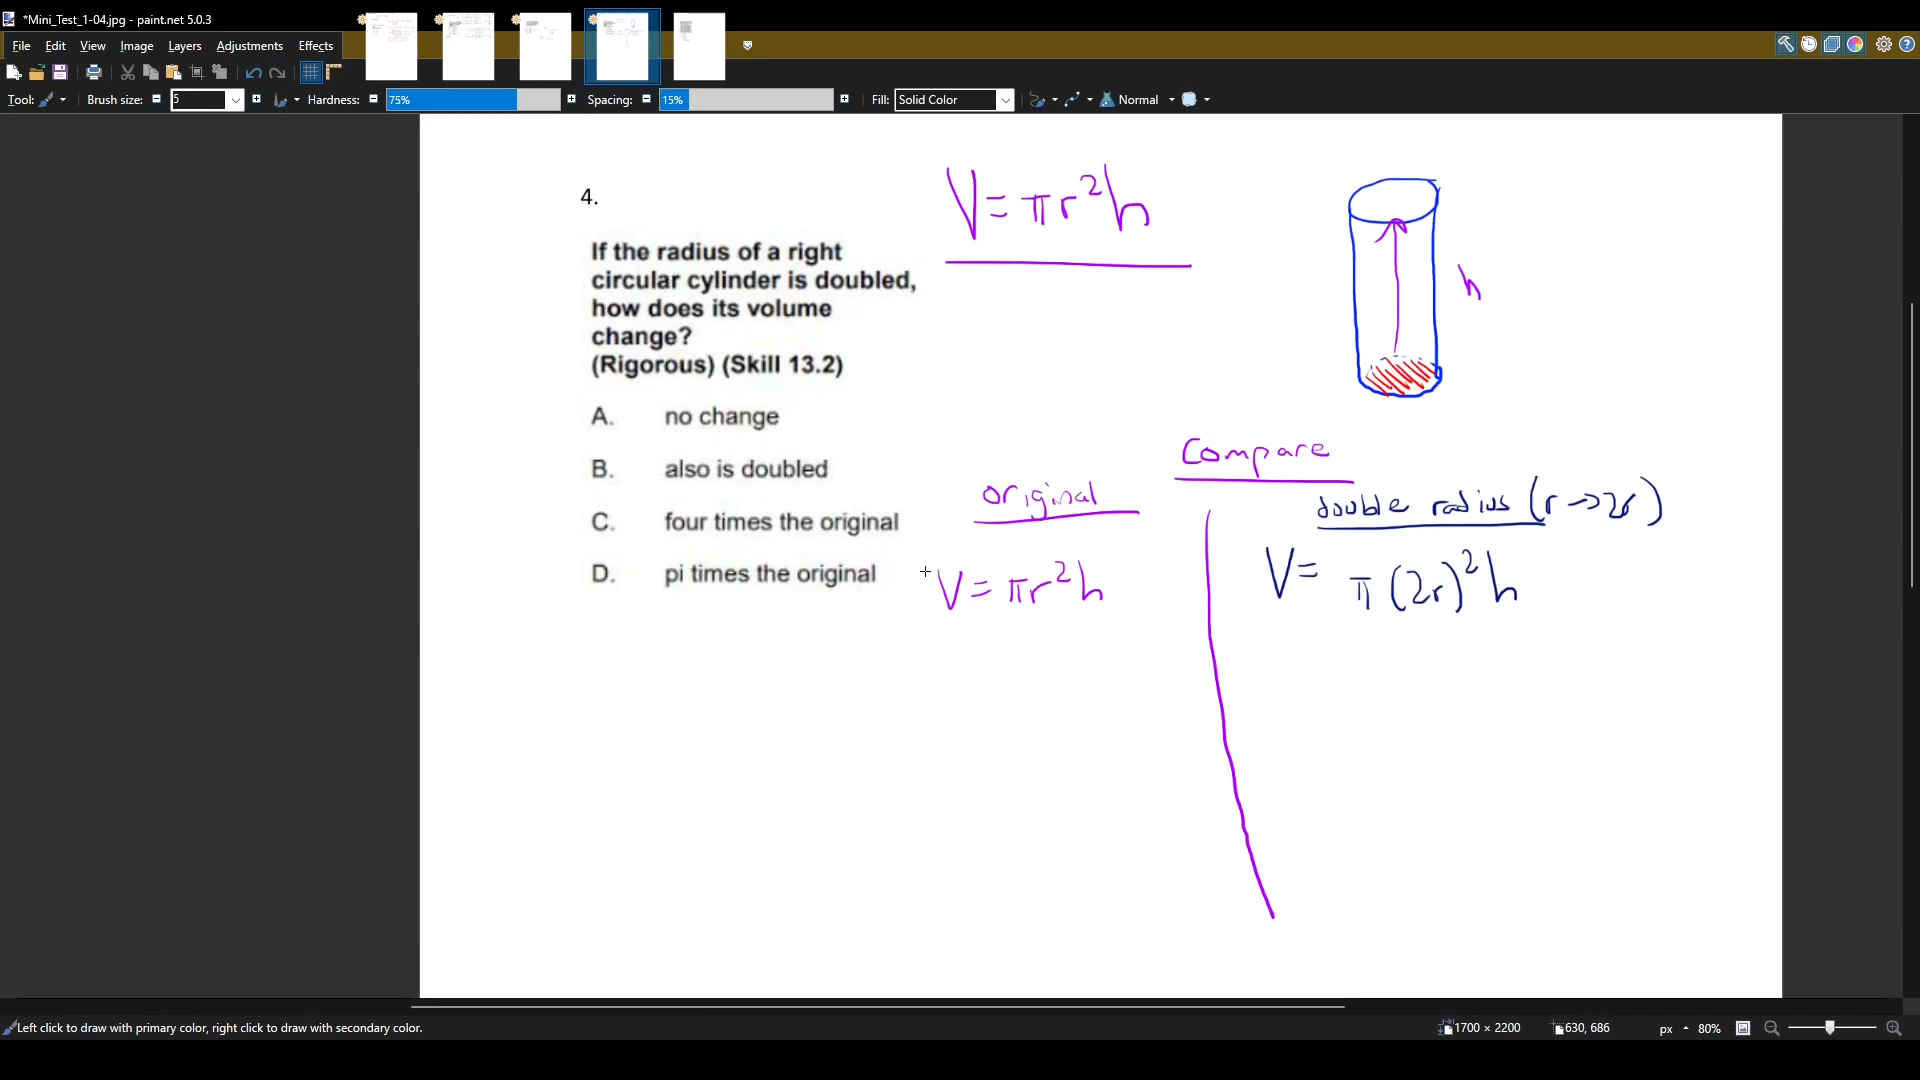 *Mini_Test_1-04.jpg - paint.net 5.0.3
File Edit View Image Layers Adjustments Effects
Tool: Brush size: 5 Hardness: 75% Spacing: 15% Fill: Solid Color Normal
V = πr²h
4.
If the radius of a right
circular cylinder is doubled,
how does its volume
change?
(Rigorous) (Skill 13.2)
h
A. no change
B. also is doubled
C. four times the original
D. pi times the original
Compare
original
double radius (r → 2r)
V = πr²h
V = π(2r)²h
Left click to draw with primary color, right click to draw with secondary color.
1700 × 2200 630, 686 px 80%